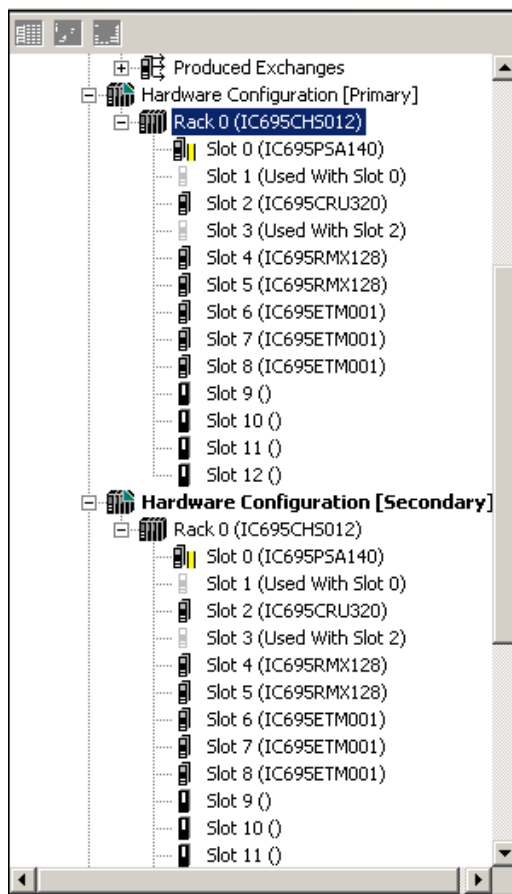 Produced Exchanges
Hardware Configuration [Primary]
Rack 0 (IC695CHS012)
Slot 0 (IC695PSA140)
Slot 1 (Used With Slot 0)
Slot 2 (IC695CRU320)
Slot 3 (Used With Slot 2)
Slot 4 (IC695RMX128)
Slot 5 (IC695RMX128)
Slot 6 (IC695ETM001)
Slot 7 (IC695ETM001)
Slot 8 (IC695ETM001)
Slot 9 ()
Slot 10 ()
Slot 11 ()
Slot 12 ()
Hardware Configuration [Secondary]
Rack 0 (IC695CHS012)
Slot 0 (IC695PSA140)
Slot 1 (Used With Slot 0)
Slot 2 (IC695CRU320)
Slot 3 (Used With Slot 2)
Slot 4 (IC695RMX128)
Slot 5 (IC695RMX128)
Slot 6 (IC695ETM001)
Slot 7 (IC695ETM001)
Slot 8 (IC695ETM001)
Slot 9 ()
Slot 10 ()
Slot 11 ()